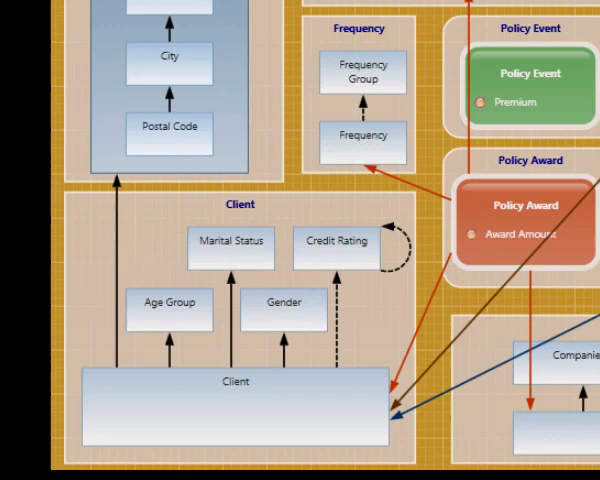 City
Postal Code
Frequency
Frequency
Group
Frequency
Policy Event
Policy Event
Premium
Policy Award
Policy Award
Award Amount
Client
Marital Status
Credit Rating
Age Group
Gender
Client
Companie